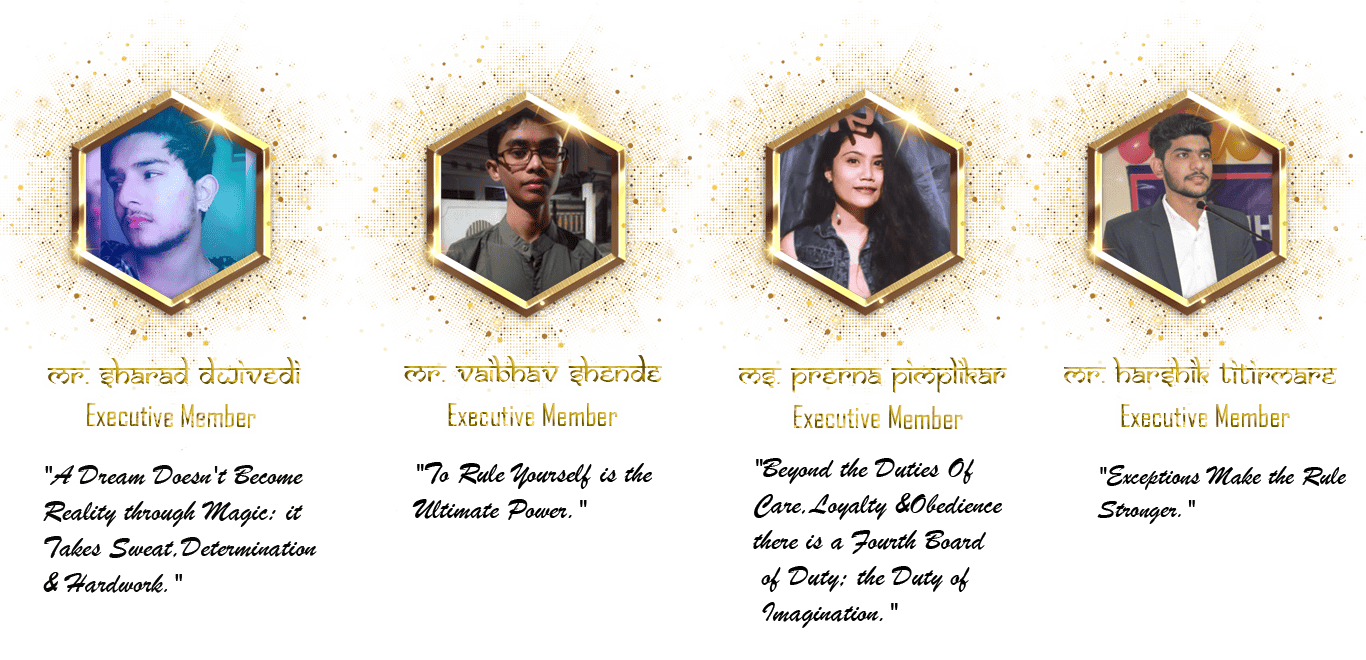 Mr. Sharad Dwivedi
Executive Member
"A Dream Doesn't Become
Reality through Magic; it
Takes Sweat,Determination
& Hardwork."
Mr. Vaibhav Shende
Executive Member
"To Rule Yourself is the
Ultimate Power."
Ms. Prerna Pimplikar
Executive Member
"Beyond the Duties Of
Care,Loyalty &Obedience
there is a Fourth Board
of Duty; the Duty of
Imagination."
Mr. Harshik Titirmare
Executive Member
"Exceptions Make the Rule
Stronger."